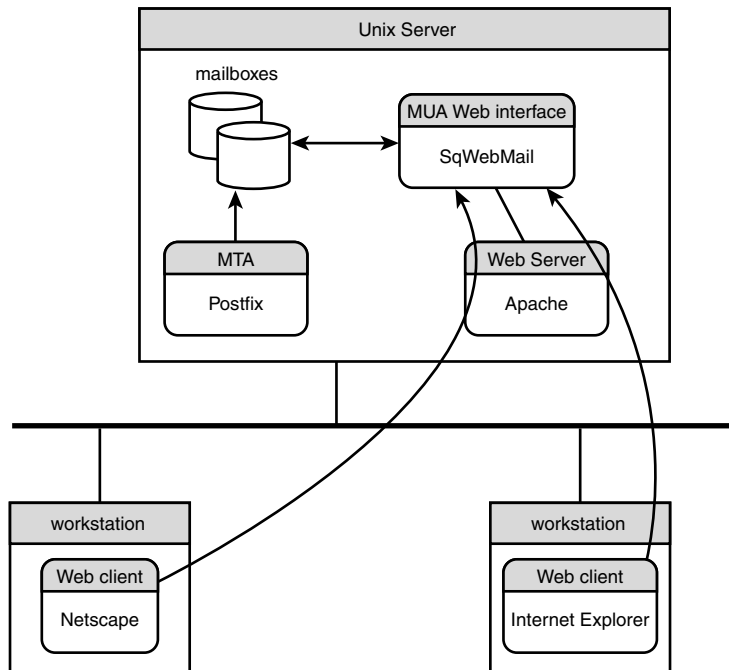 Unix Server
mailboxes
MUA Web interface
SqWebMail
MTA
Postfix
Web Server
Apache
workstation
Web client
Netscape
workstation
Web client
Internet Explorer